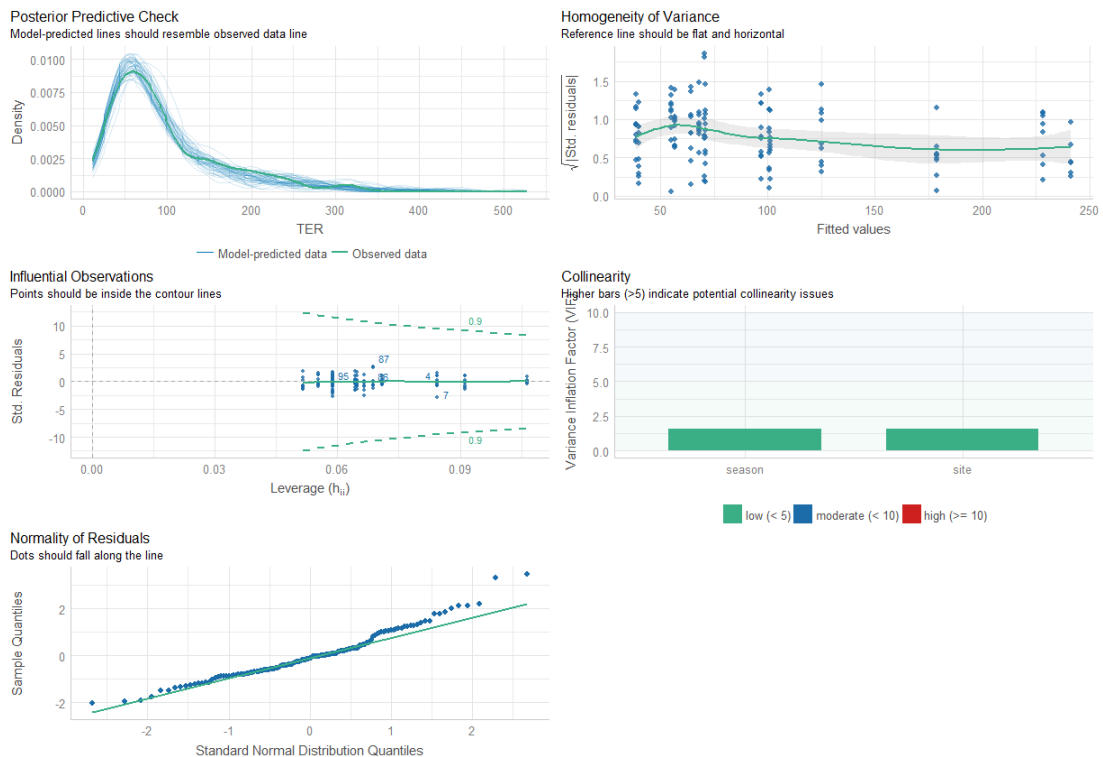 Posterior Predictive Check
Model-predicted lines should resemble observed data line
0.0100
0.0075
0.0050
0.0025
0.0000
Density
0 100 200 300 400 500
TER
Model-predicted data Observed data
Homogeneity of Variance
Reference line should be flat and horizontal
1.5
1.0
0.5
0.0
√|Std. residuals|
50 100 150 200 250
Fitted values
Influential Observations
Points should be inside the contour lines
10
5
0
-5
-10
Std. Residuals
0.9
87
95
4
7
0.9
0.00 0.03 0.06 0.09
Leverage (hii)
Collinearity
Higher bars (>5) indicate potential collinearity issues
Variance Inflation Factor (VIF)
10.0
7.5
5.0
2.5
0.0
season site
low (< 5) moderate (< 10) high (>= 10)
Normality of Residuals
Dots should fall along the line
2
0
-2
Sample Quantiles
-2 -1 0 1 2
Standard Normal Distribution Quantiles